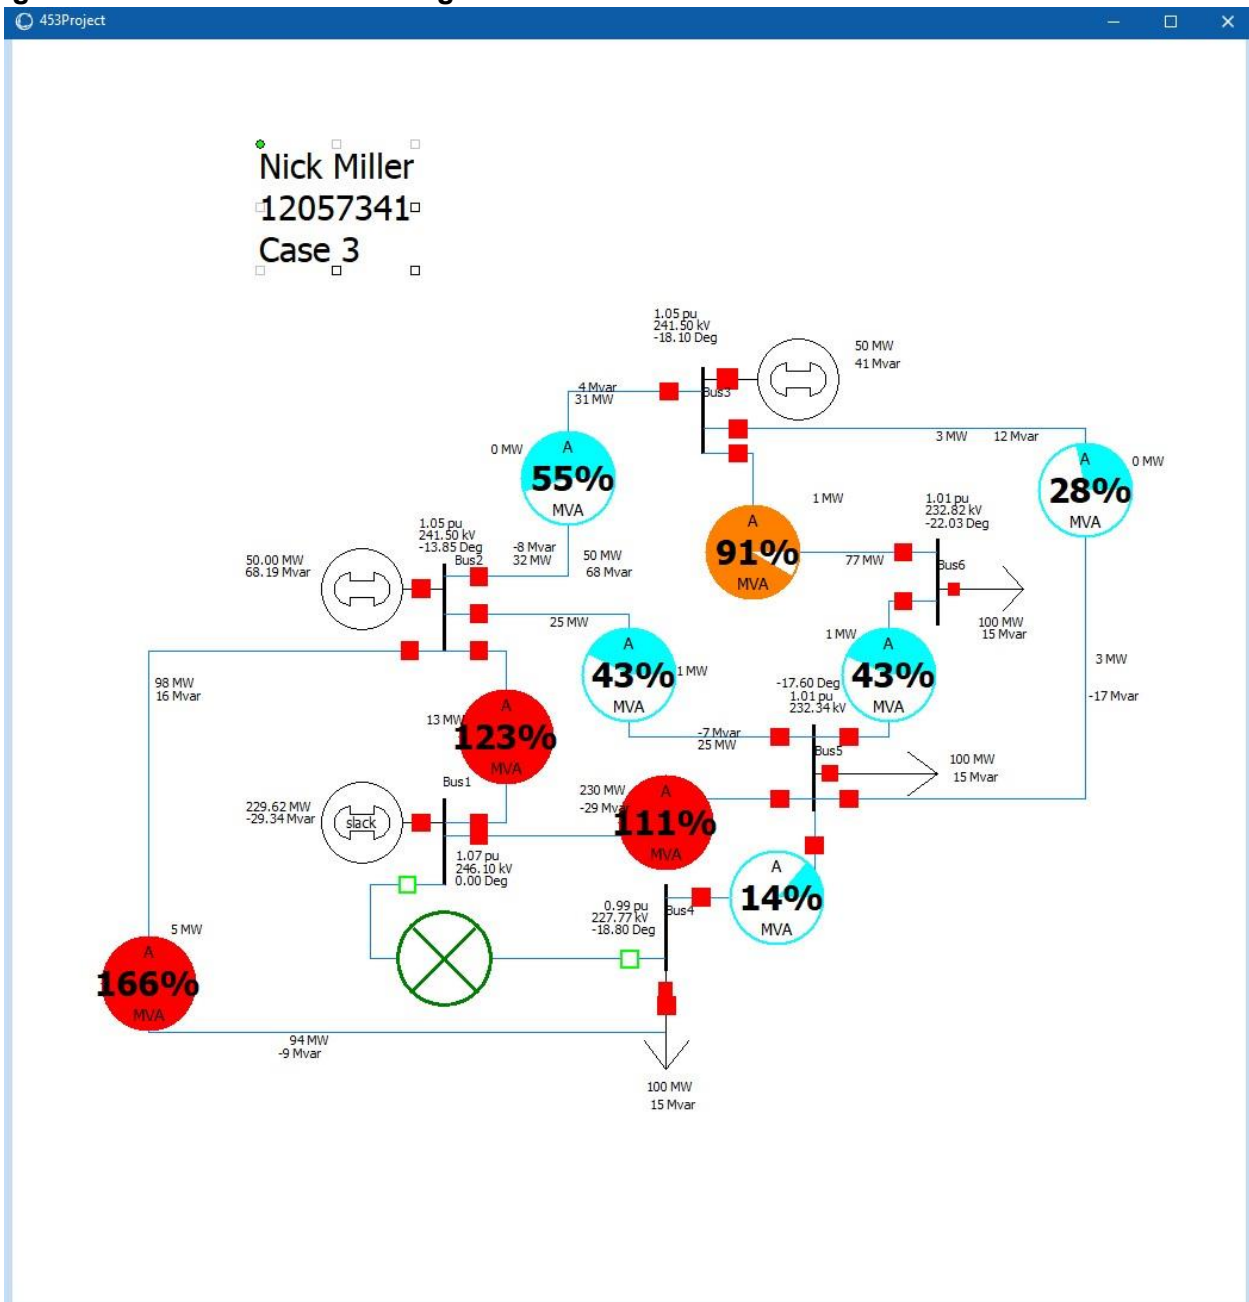 453Project
Nick Miller
12057341
Case 3
1.05 pu
241.50 kV
-18.10 Deg
50 MW
41 Mvar
4 Mvar
31 MW
Bus3
3 MW 12 Mvar
0 MW
A
55%
MVA
A
28%
MVA
0 MW
1 MW
1.01 pu
232.82 kV
-22.03 Deg
A
91%
MVA
77 MW
Bus6
1.05 pu
241.50 kV
-13.85 Deg
Bus2
-8 Mvar
32 MW
50 MW
68 Mvar
50.00 MW
68.19 Mvar
100 MW
15 Mvar
25 MW
A
43%
MVA
1 MW
1 MW
A
43%
MVA
3 MW
-17 Mvar
98 MW
16 Mvar
-17.60 Deg
1.01 pu
232.34 kV
13 MW
A
123%
MVA
-7 Mvar
25 MW
Bus5
100 MW
15 Mvar
Bus1
229.62 MW
-29.34 Mvar
slack
230 MW
-29 Mvar
A
111%
MVA
1.07 pu
246.10 kV
0.00 Deg
A
14%
MVA
0.99 pu
227.77 kV
-18.80 Deg
Bus4
5 MW
A
166%
MVA
94 MW
-9 Mvar
100 MW
15 Mvar